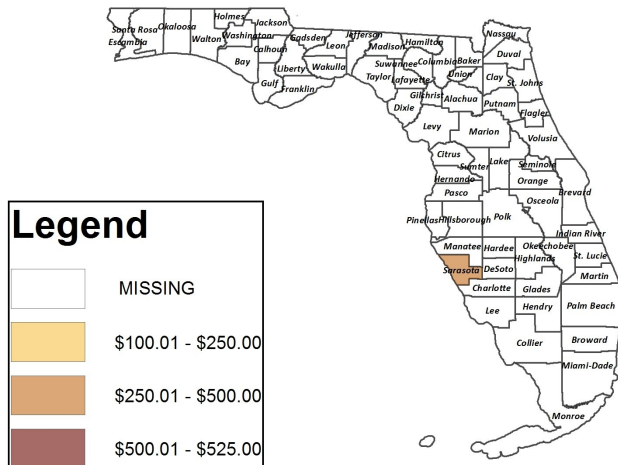 Holmes
Jackson
Santa Rosa
Okaloosa
Washington
Escambia
Walton
Calhoun
Gadsden
Jefferson
Leon
Madison
Hamilton
Nassau
Bay
Liberty
Wakulla
Suwannee
Columbia
Baker
Duval
Gulf
Franklin
Taylor
Lafayette
Union
Clay
St. Johns
Gilchrist
Alachua
Putnam
Dixie
Flagler
Levy
Marion
Volusia
Citrus
Lake
Sumter
Seminole
Hernando
Orange
Pasco
Brevard
Osceola
Pinellas
Hillsborough
Polk
Indian River
Manatee
Hardee
Okeechobee
Highlands
St. Lucie
Sarasota
DeSoto
Martin
Charlotte
Glades
Lee
Hendry
Palm Beach
Collier
Broward
Miami-Dade
Monroe
Legend
MISSING
$100.01 - $250.00
$250.01 - $500.00
$500.01 - $525.00